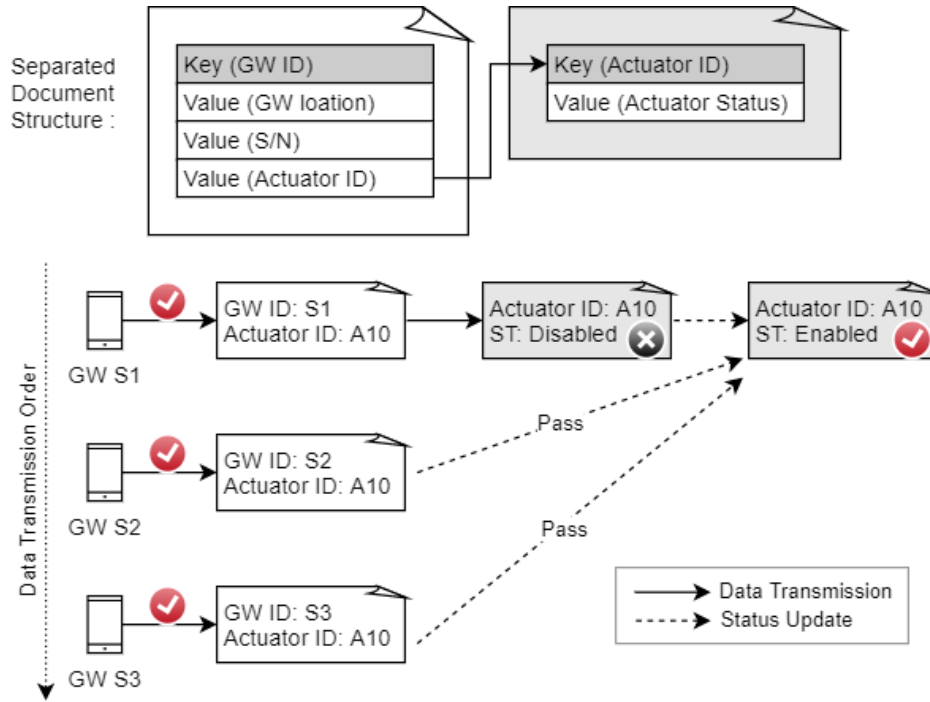 Separated
Document
Structure :
Key (GW ID)
Value (GW loation)
Value (S/N)
Value (Actuator ID)
Key (Actuator ID)
Value (Actuator Status)
Data Transmission Order
GW S1
GW ID: S1
Actuator ID: A10
Actuator ID: A10
ST: Disabled
Actuator ID: A10
ST: Enabled
Pass
GW S2
GW ID: S2
Actuator ID: A10
Pass
GW S3
GW ID: S3
Actuator ID: A10
Data Transmission
Status Update